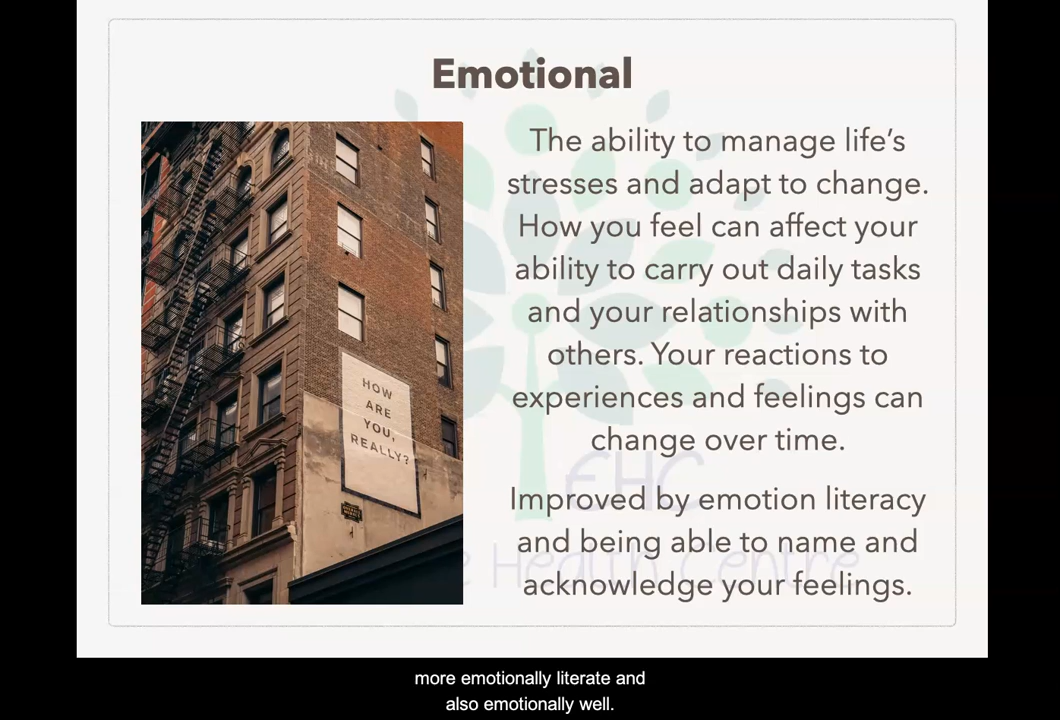 Emotional
The ability to manage life's
stresses and adapt to change.
How you feel can affect your
ability to carry out daily tasks
and your relationships with
others. Your reactions to
experiences and feelings can
change over time.
Improved by emotion literacy
and being able to name and
acknowledge your feelings.
HOW
ARE
YOU,
REALLY?
EHC
Health Centre
more emotionally literate and
also emotionally well.